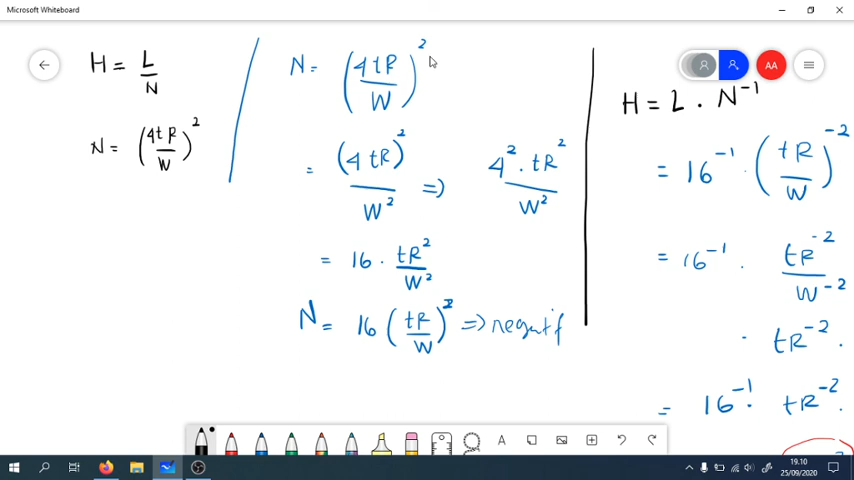 Microsoft Whiteboard
H = L/N
N = (4tR/W)²
N = (4tR/W)²
= (4tR)²/W² => 4² · tR²/W²
= 16 · tR²/W²
N = 16 (tR/W)² => negatif
H = L · N⁻¹
= 16⁻¹ · (tR/W)⁻²
= 16⁻¹ · tR⁻²/W⁻²
· tR⁻² ·
= 16⁻¹ · tR⁻² ·
AA
A
19.10
25/09/2020